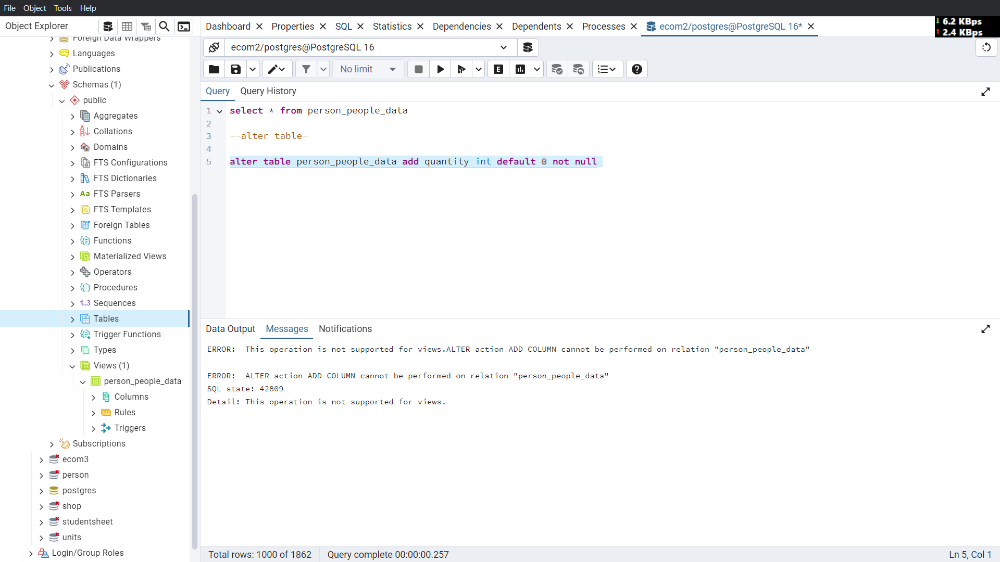 File Object Tools Help
Object Explorer
Dashboard Properties SQL Statistics Dependencies Dependents Processes ecom2/postgres@PostgreSQL 16*
6.2 KBps
2.4 KBps
ecom2/postgres@PostgreSQL 16
No limit
E
Query Query History
1 select * from person_people_data
2
3 --alter table-
4
5 alter table person_people_data add quantity int default 0 not null
Foreign Data Wrappers
Languages
Publications
Schemas (1)
public
Aggregates
Collations
Domains
FTS Configurations
FTS Dictionaries
Aa FTS Parsers
FTS Templates
Foreign Tables
Functions
Materialized Views
Operators
Procedures
1..3 Sequences
Tables
Trigger Functions
Types
Views (1)
person_people_data
Columns
Rules
Triggers
Subscriptions
ecom3
person
postgres
shop
studentsheet
units
Login/Group Roles
Data Output Messages Notifications
ERROR:  This operation is not supported for views.ALTER action ADD COLUMN cannot be performed on relation "person_people_data"
ERROR:  ALTER action ADD COLUMN cannot be performed on relation "person_people_data"
SQL state: 42809
Detail: This operation is not supported for views.
Total rows: 1000 of 1862 Query complete 00:00:00.257 Ln 5, Col 1